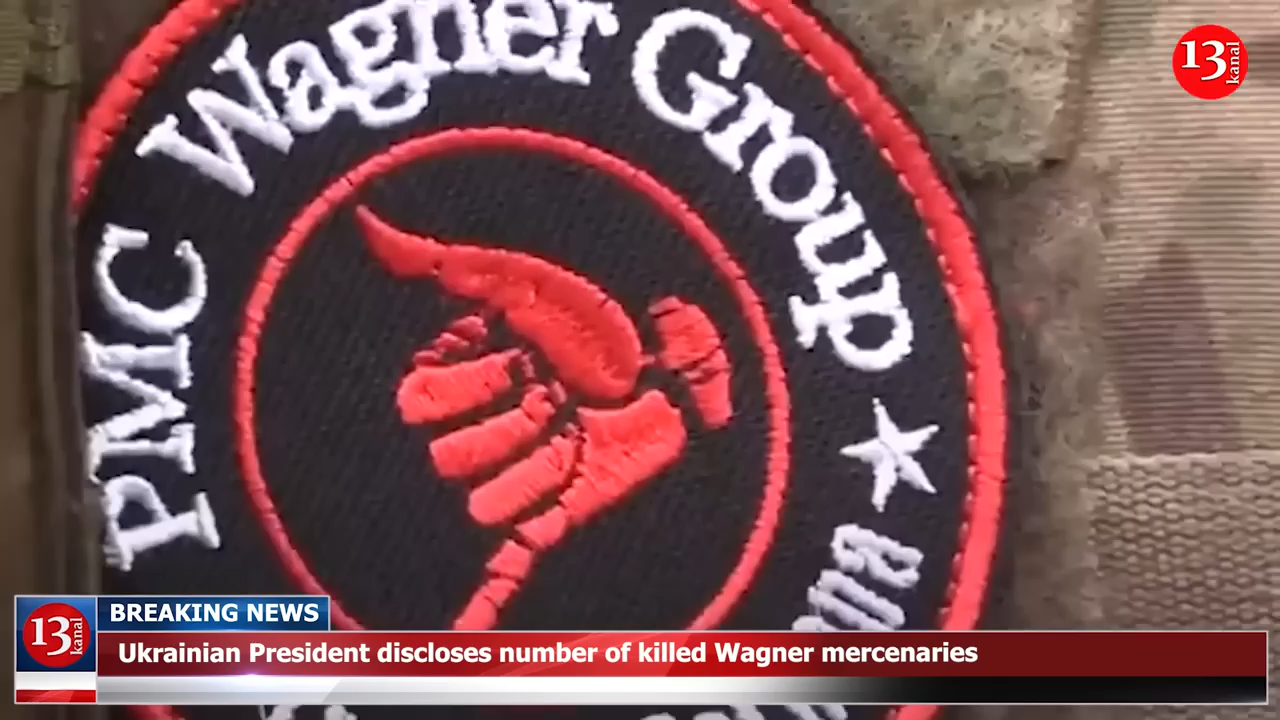 PMC Wagner Group
13 kanal
13 kanal
BREAKING NEWS
Ukrainian President discloses number of killed Wagner mercenaries